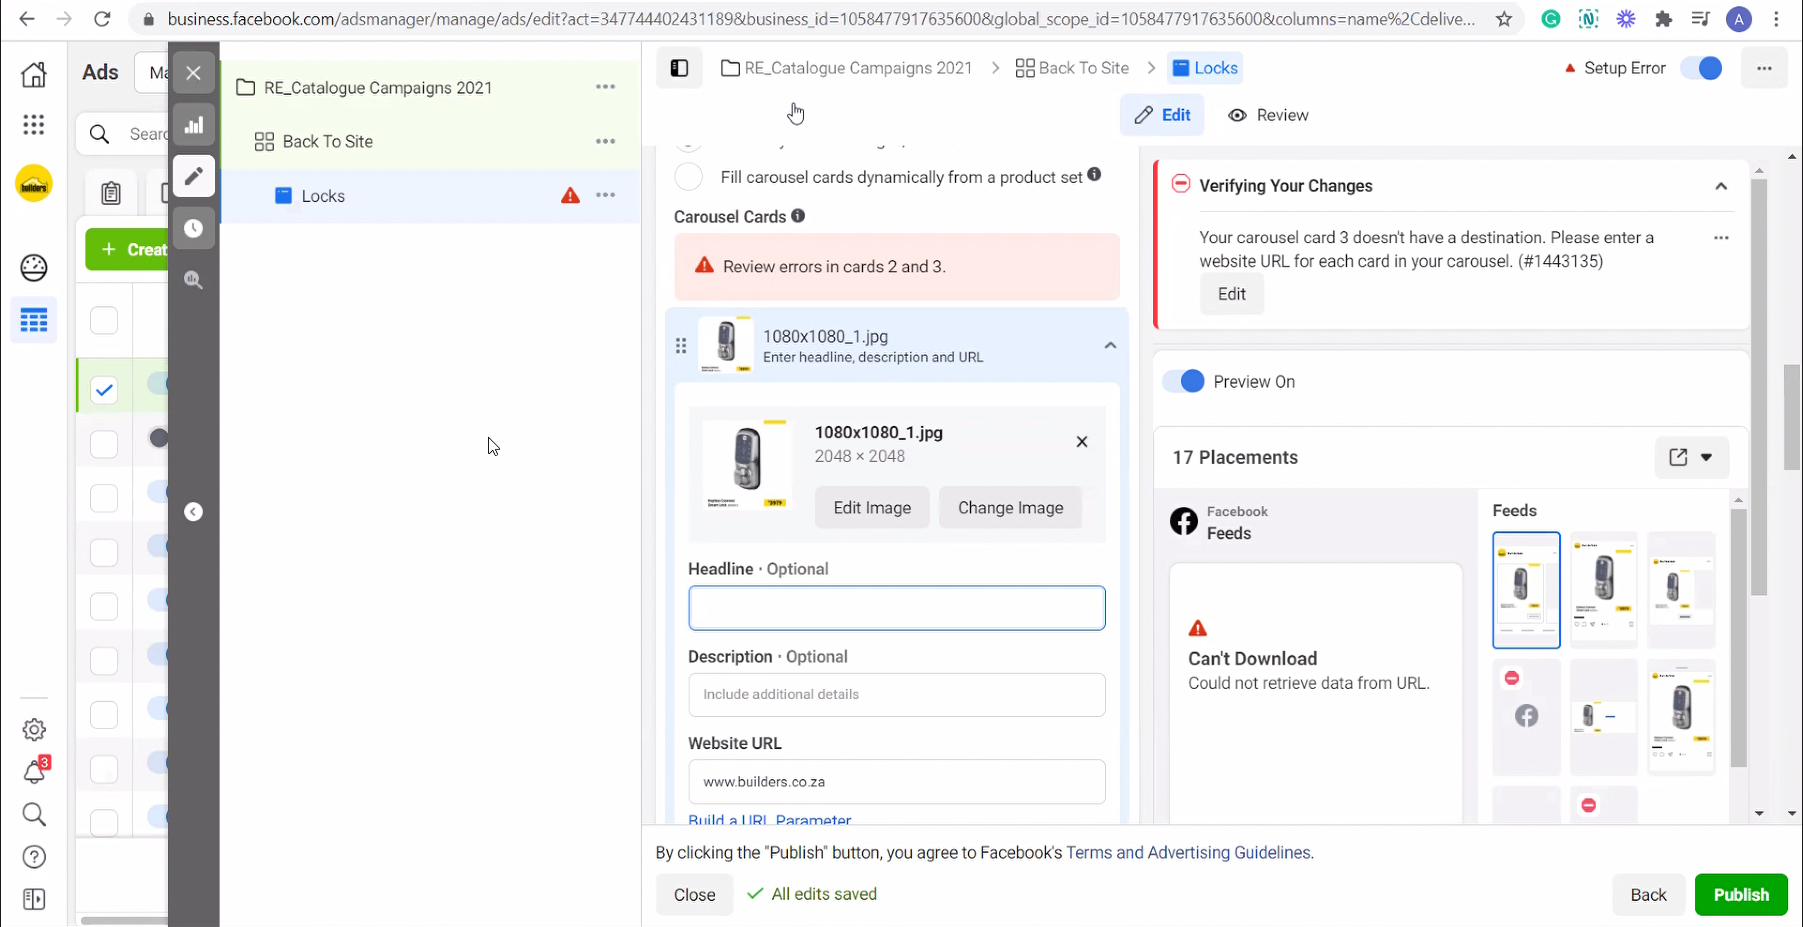 business.facebook.com/adsmanager/manage/ads/edit?act=347744402431189&business_id=1058477917635600&global_scope_id=1058477917635600&columns=name%2Cdelive...
A
Ads
Ma
Searc
builders
+ Creat
3
RE_Catalogue Campaigns 2021
Back To Site
Locks
RE_Catalogue Campaigns 2021 > Back To Site > Locks
Setup Error
Edit
Review
Fill carousel cards dynamically from a product set
Carousel Cards
Review errors in cards 2 and 3.
1080x1080_1.jpg
Enter headline, description and URL
1080x1080_1.jpg
2048 × 2048
Edit Image
Change Image
Headline · Optional
Description · Optional
Include additional details
Website URL
www.builders.co.za
Build a URL Parameter
Verifying Your Changes
Your carousel card 3 doesn't have a destination. Please enter a
website URL for each card in your carousel. (#1443135)
Edit
Preview On
17 Placements
Facebook
Feeds
Can't Download
Could not retrieve data from URL.
Feeds
By clicking the "Publish" button, you agree to Facebook's Terms and Advertising Guidelines.
Close
All edits saved
Back
Publish